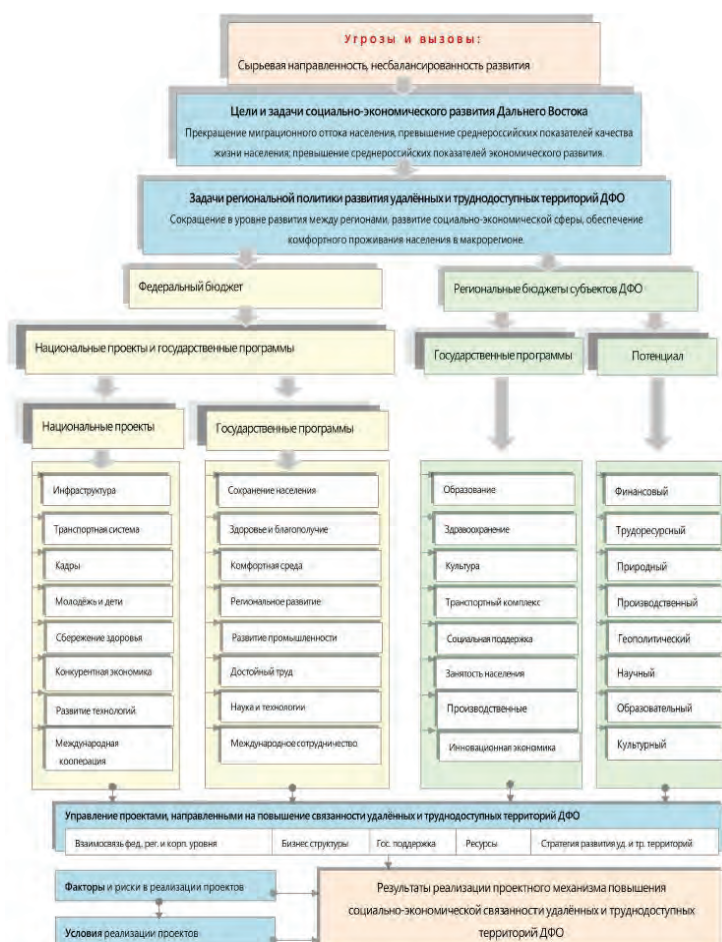 Угрозы и вызовы:
Сырьевая направленность, несбалансированность развития
Цели и задачи социально-экономического развития Дальнего Востока
Прекращение миграционного оттока населения, превышение среднероссийских показателей качества
жизни населения; превышение среднероссийских показателей экономического развития.
Задачи региональной политики развития удалённых и труднодоступных территорий ДФО
Сокращение в уровне развития между регионами, развитие социально-экономической сферы, обеспечение
комфортного проживания населения в макрорегионе.
Федеральный бюджет
Региональные бюджеты субъектов ДФО
Национальные проекты и государственные программы
Государственные программы
Потенциал
Национальные проекты
Государственные программы
Инфраструктура
Транспортная система
Кадры
Молодёжь и дети
Сбережение здоровья
Конкурентная экономика
Развитие технологий
Международная
кооперация
Сохранение населения
Здоровье и благополучие
Комфортная среда
Региональное развитие
Развитие промышленности
Достойный труд
Наука и технологии
Международное сотрудничество
Образование
Здравоохранение
Культура
Транспортный комплекс
Социальная поддержка
Занятость населения
Производственные
Инновационная экономика
Финансовый
Трудоресурсный
Природный
Производственный
Геополитический
Научный
Образовательный
Культурный
Управление проектами, направленными на повышение связанности удалённых и труднодоступных территорий ДФО
Взаимосвязь фед. рег. и корп. уровня
Бизнес структуры
Гос. поддержка
Ресурсы
Стратегия развития уд. и тр. территорий
Факторы и риски в реализации проектов
Условия реализации проектов
Результаты реализации проектного механизма повышения
социально-экономической связанности удалённых и труднодоступных
территорий ДФО